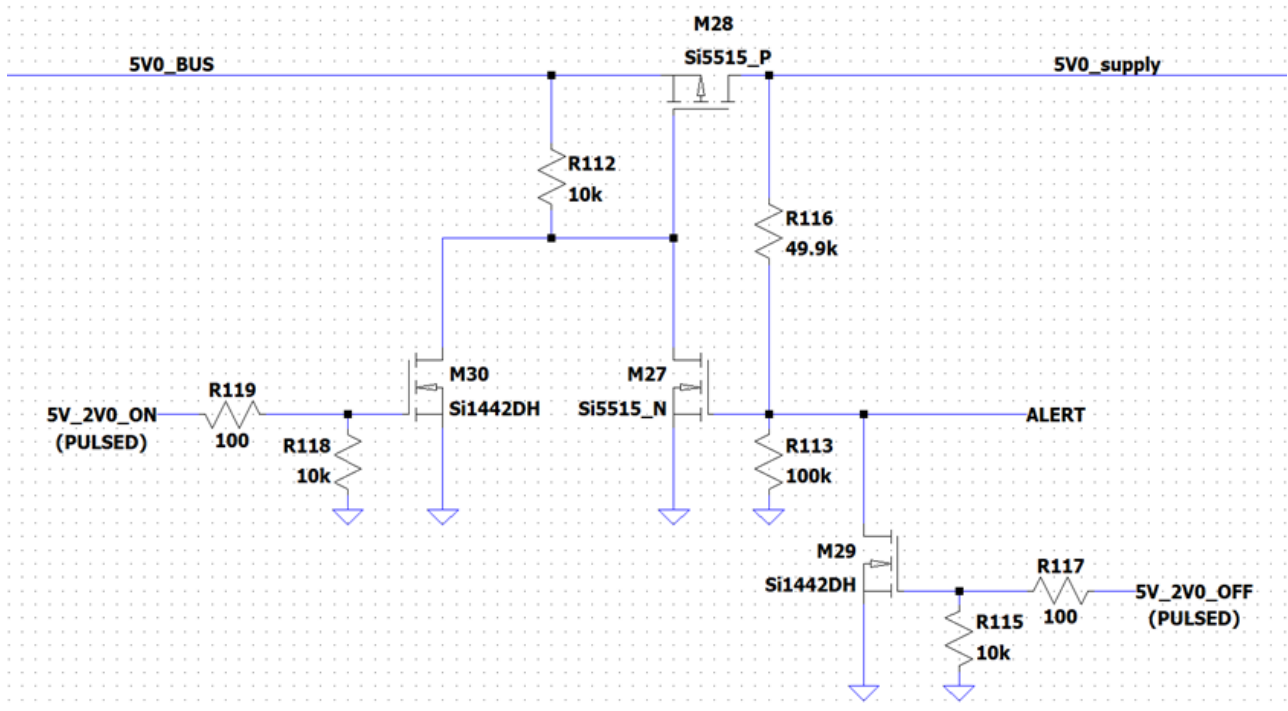 M28
Si5515_P
5V0_BUS
5V0_supply
R112
10k
R116
49.9k
M30
Si1442DH
M27
Si5515_N
R119
100
5V_2V0_ON
(PULSED)
R118
10k
ALERT
R113
100k
M29
Si1442DH
R117
100
5V_2V0_OFF
(PULSED)
R115
10k